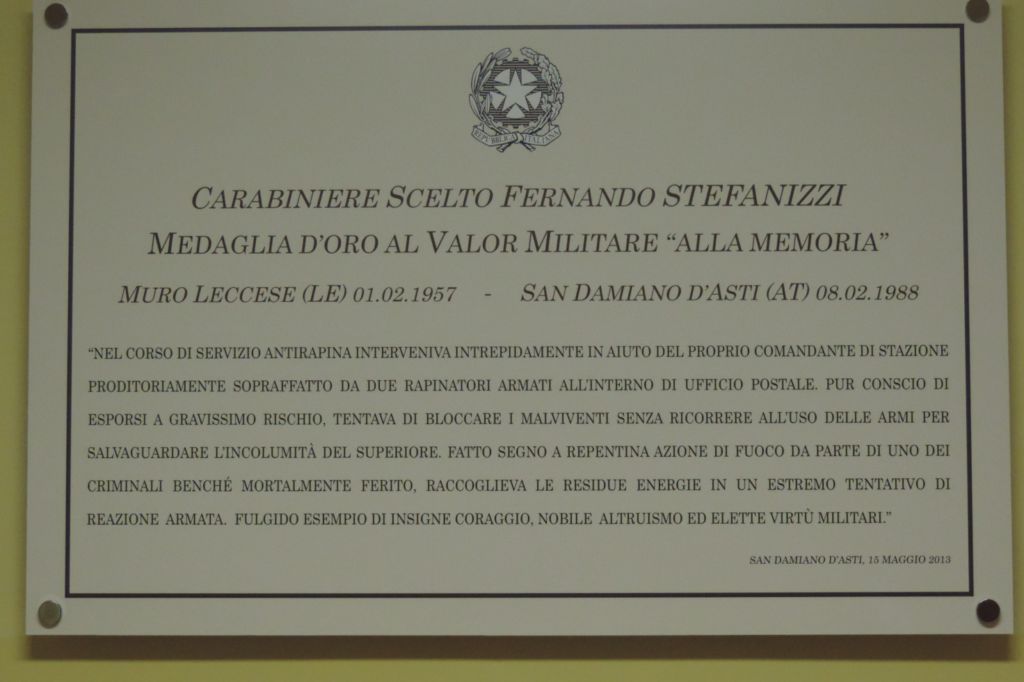 REPVBBLICA ITALIANA
CARABINIERE SCELTO FERNANDO STEFANIZZI
MEDAGLIA D'ORO AL VALOR MILITARE “ALLA MEMORIA”
MURO LECCESE (LE) 01.02.1957 - SAN DAMIANO D'ASTI (AT) 08.02.1988
“NEL CORSO DI SERVIZIO ANTIRAPINA INTERVENIVA INTREPIDAMENTE IN AIUTO DEL PROPRIO COMANDANTE DI STAZIONE
PRODITORIAMENTE SOPRAFFATTO DA DUE RAPINATORI ARMATI ALL'INTERNO DI UFFICIO POSTALE. PUR CONSCIO DI
ESPORSI A GRAVISSIMO RISCHIO, TENTAVA DI BLOCCARE I MALVIVENTI SENZA RICORRERE ALL'USO DELLE ARMI PER
SALVAGUARDARE L'INCOLUMITÀ DEL SUPERIORE. FATTO SEGNO A REPENTINA AZIONE DI FUOCO DA PARTE DI UNO DEI
CRIMINALI BENCHÉ MORTALMENTE FERITO, RACCOGLIEVA LE RESIDUE ENERGIE IN UN ESTREMO TENTATIVO DI
REAZIONE ARMATA. FULGIDO ESEMPIO DI INSIGNE CORAGGIO, NOBILE ALTRUISMO ED ELETTE VIRTÙ MILITARI.”
SAN DAMIANO D'ASTI, 15 MAGGIO 2013